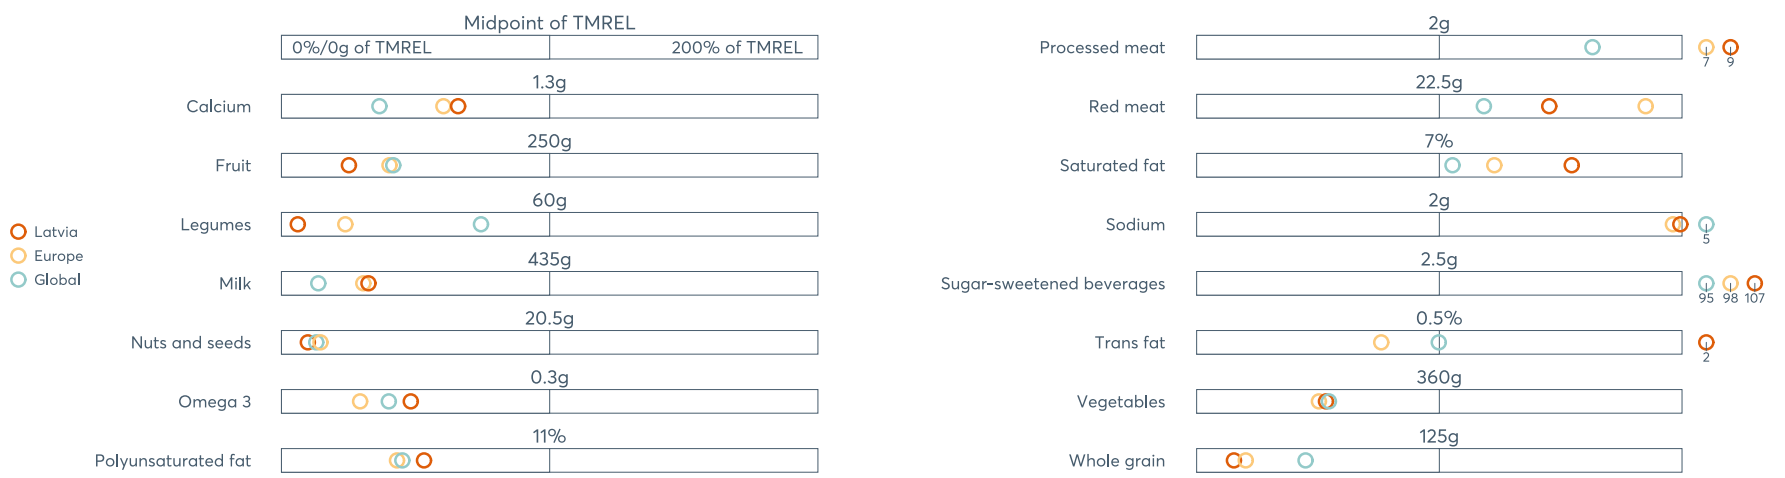 Midpoint of TMREL
0%/0g of TMREL 200% of TMREL
1.3g
Calcium
250g
Fruit
60g
Legumes
435g
Milk
20.5g
Nuts and seeds
0.3g
Omega 3
11%
Polyunsaturated fat
Latvia
Europe
Global
2g
Processed meat
7 9
22.5g
Red meat
7%
Saturated fat
2g
Sodium
5
2.5g
Sugar-sweetened beverages
95 98 107
0.5%
Trans fat
2
360g
Vegetables
125g
Whole grain